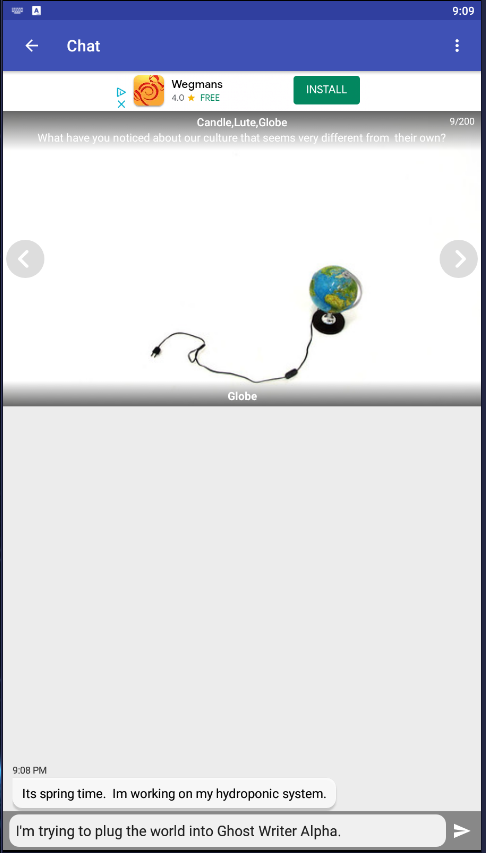 9:09
Chat
Wegmans
4.0 ★ FREE
INSTALL
Candle,Lute,Globe
9/200
What have you noticed about our culture that seems very different from their own?
Globe
9:08 PM
Its spring time. Im working on my hydroponic system.
I'm trying to plug the world into Ghost Writer Alpha.